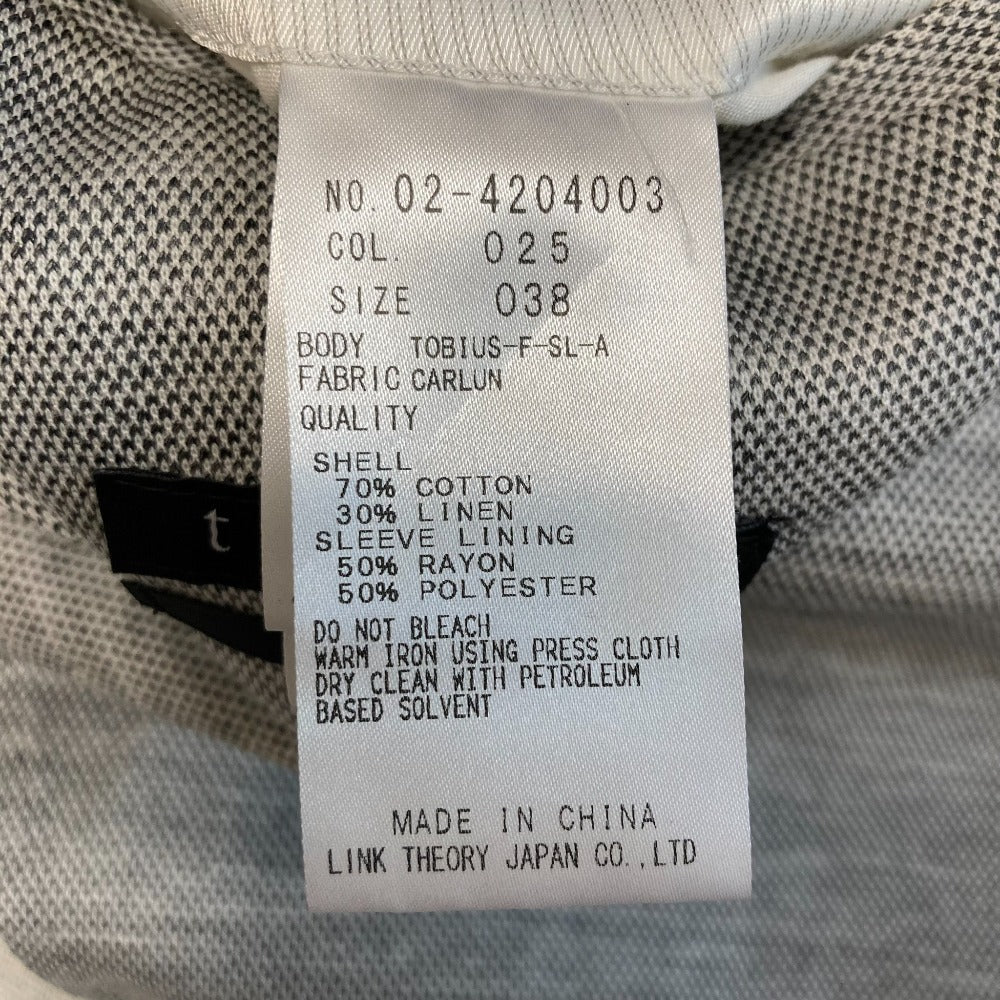 NO. 02-4204003
COL. 025
SIZE 038
BODY TOBIUS-F-SL-A
FABRIC CARLUN
QUALITY
SHELL
70% COTTON
30% LINEN
SLEEVE LINING
50% RAYON
50% POLYESTER
DO NOT BLEACH
WARM IRON USING PRESS CLOTH
DRY CLEAN WITH PETROLEUM
BASED SOLVENT
MADE IN CHINA
LINK THEORY JAPAN CO.,LTD
t